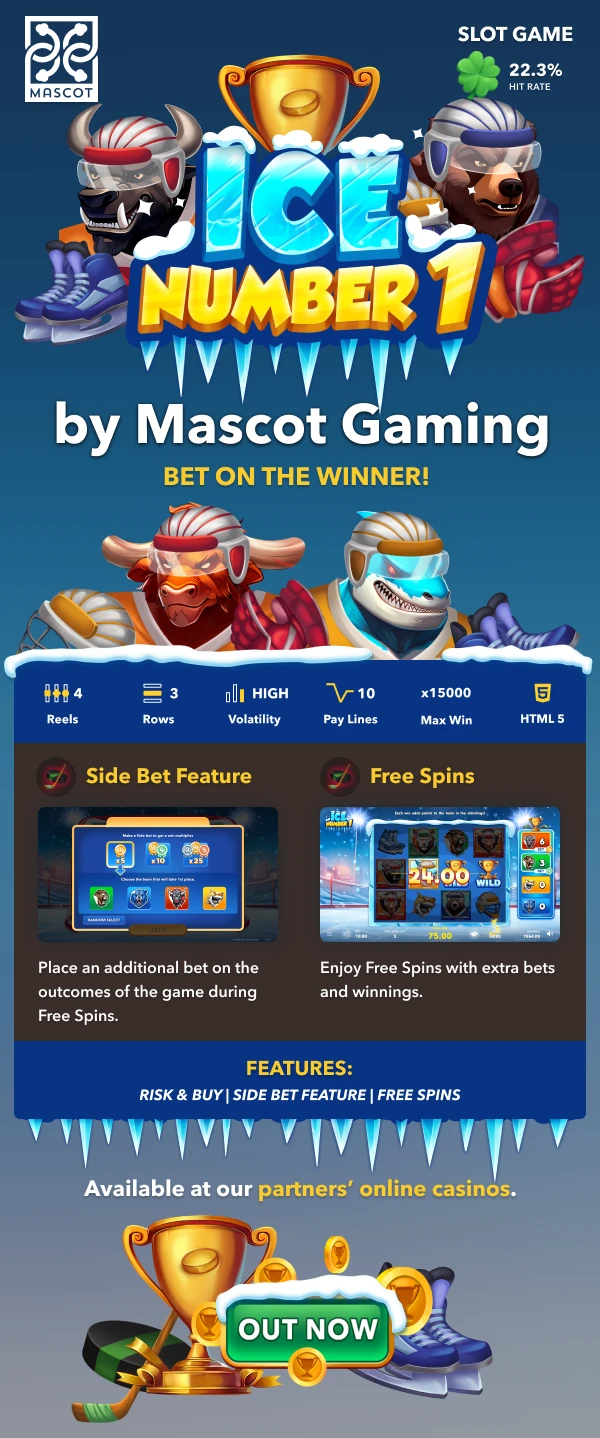 MASCOT
SLOT GAME
22.3%
HIT RATE
ICE
NUMBER 1
by Mascot Gaming
BET ON THE WINNER!
4
Reels
3
Rows
HIGH
Volatility
10
Pay Lines
x15000
Max Win
5
HTML 5
Side Bet Feature
Make a side bet to get a win multiplier
x5
x10
x25
Choose the team that will take 1st place.
RANDOM SELECT
Place an additional bet on the
outcomes of the game during
Free Spins.
Free Spins
ICE
NUMBER 1
Each win adds points to the team in the standings!
6
3
0
0
24.00
WILD
75.00
Enjoy Free Spins with extra bets
and winnings.
FEATURES:
RISK & BUY | SIDE BET FEATURE | FREE SPINS
Available at our partners' online casinos.
OUT NOW